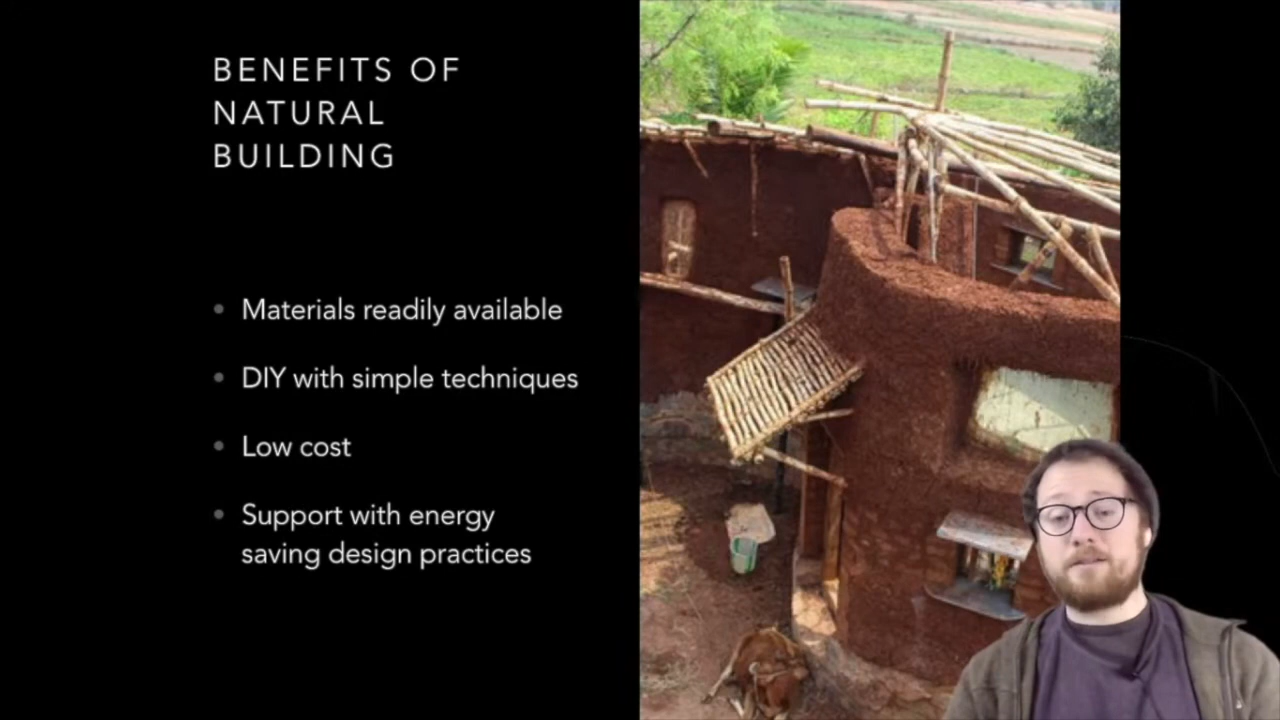 BENEFITS OF
NATURAL
BUILDING
• Materials readily available
• DIY with simple techniques
• Low cost
• Support with energy
saving design practices